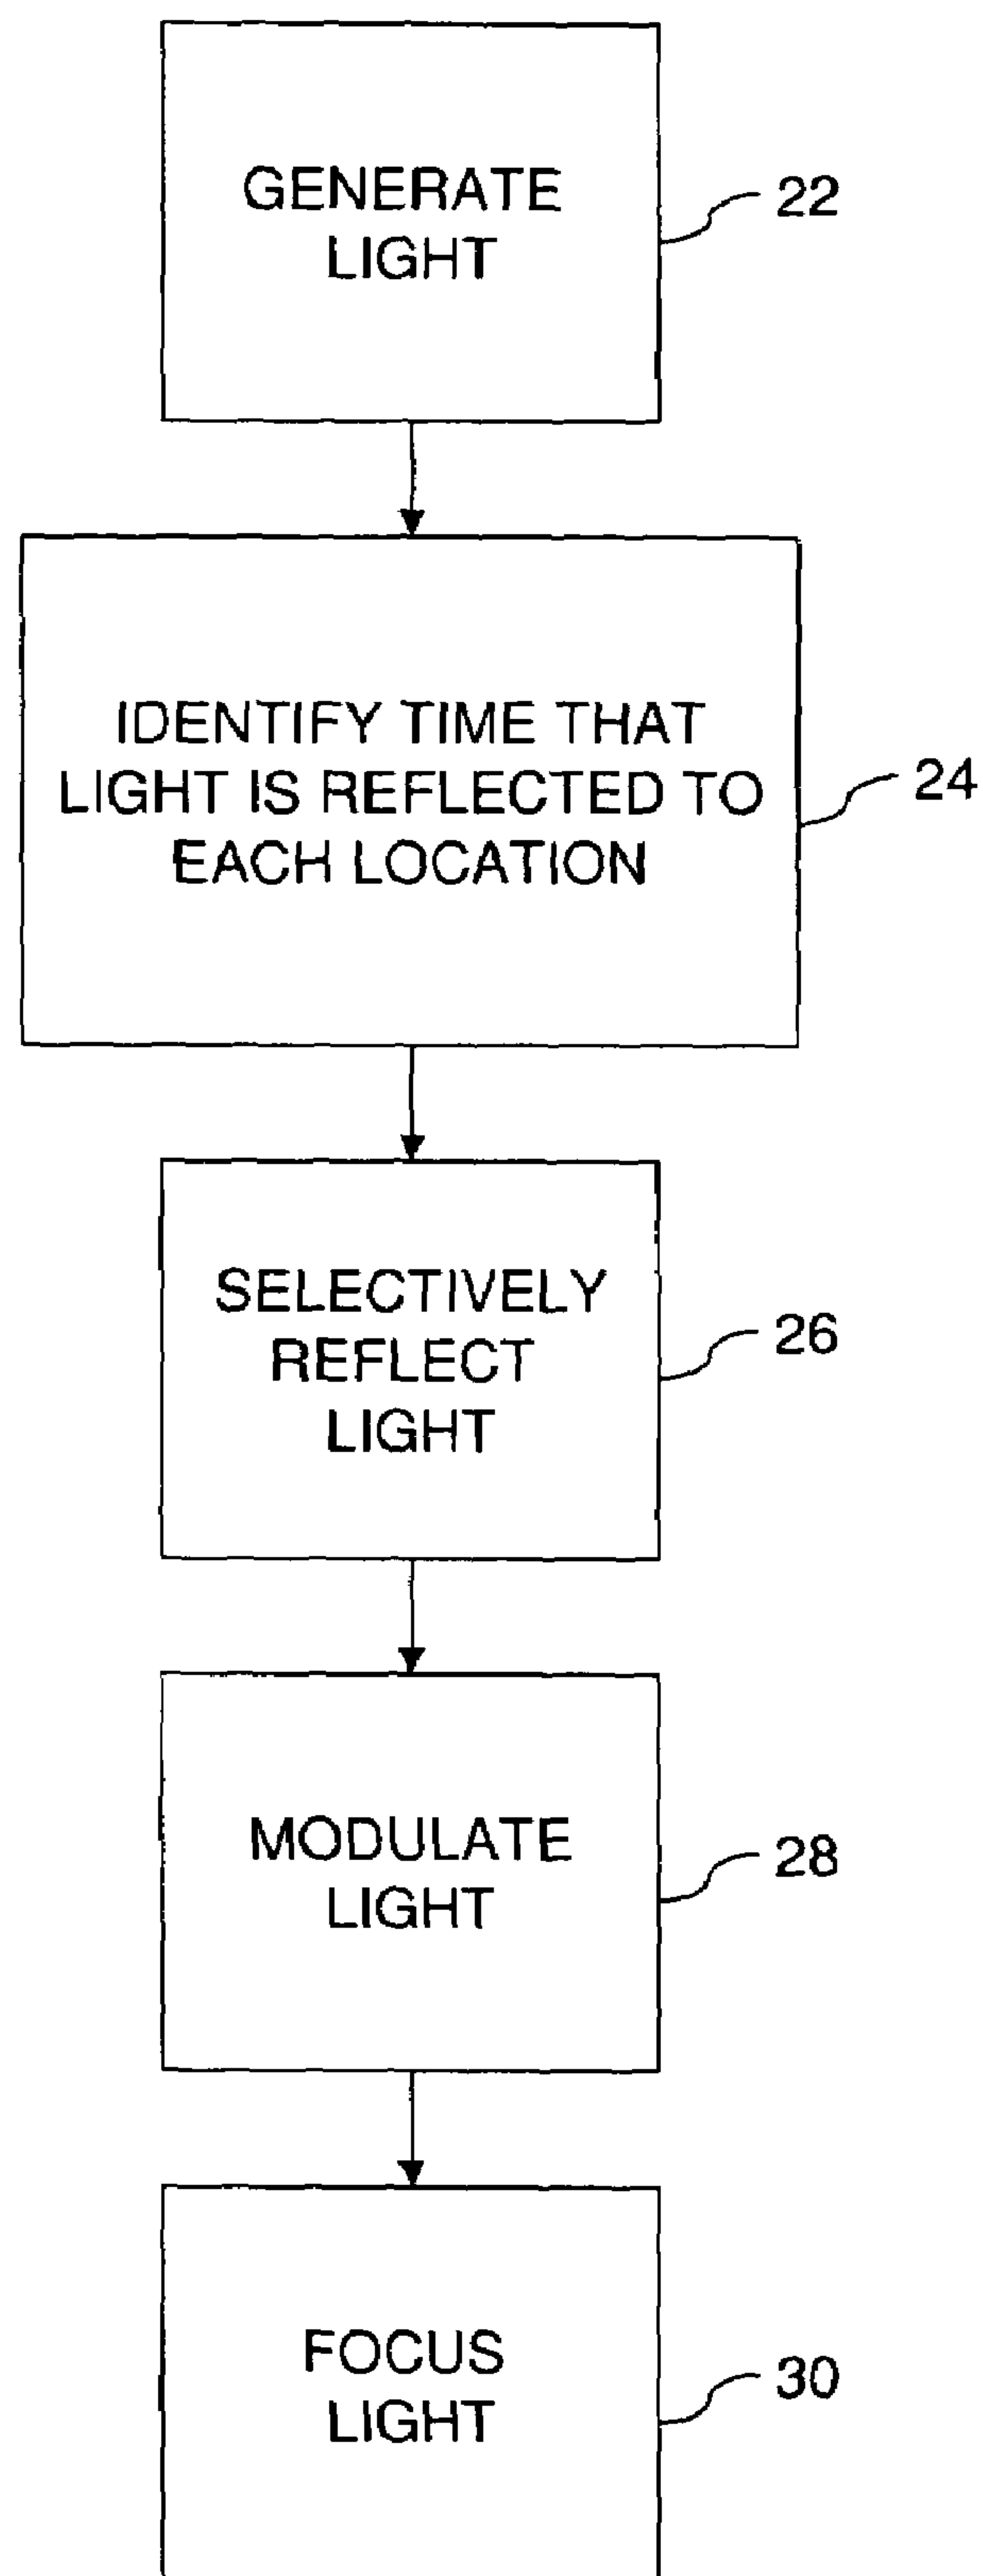 GENERATE
LIGHT
22
IDENTIFY TIME THAT
LIGHT IS REFLECTED TO
EACH LOCATION
24
SELECTIVELY
REFLECT
LIGHT
26
MODULATE
LIGHT
28
FOCUS
LIGHT
30